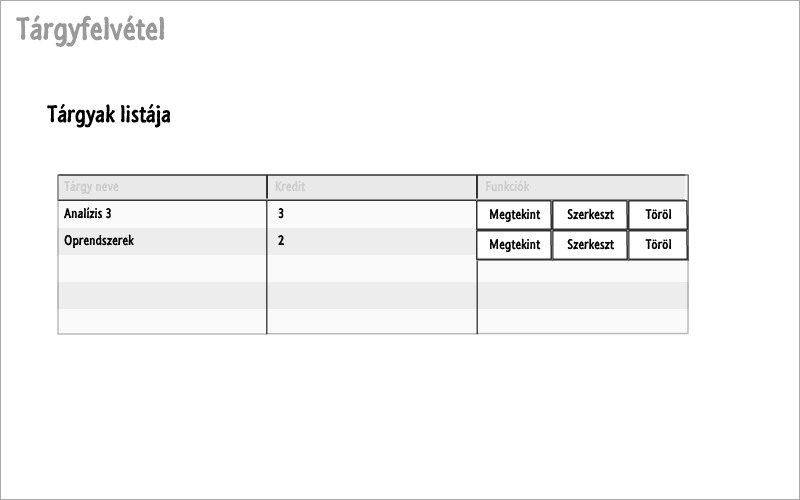 Tárgyfelvétel
Tárgyak listája
Tárgy neve Kredit Funkciók
Analízis 3 3 Megtekint Szerkeszt Töröl
Oprendszerek 2 Megtekint Szerkeszt Töröl